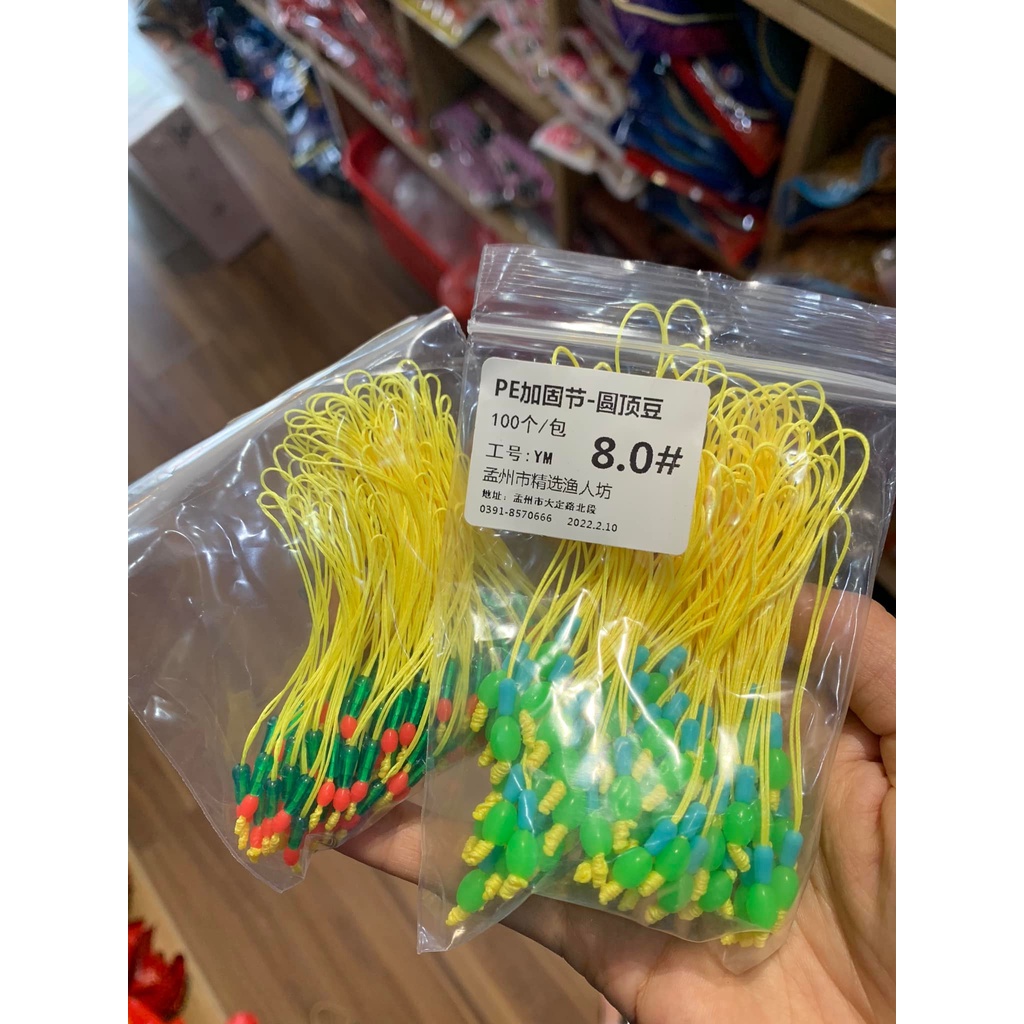 PE加固节-圆顶豆
100个/包
8.0#
工号:YM
孟州市精选渔人坊
地址: 孟州市大定路北段
0391-8570666 2022.2.10